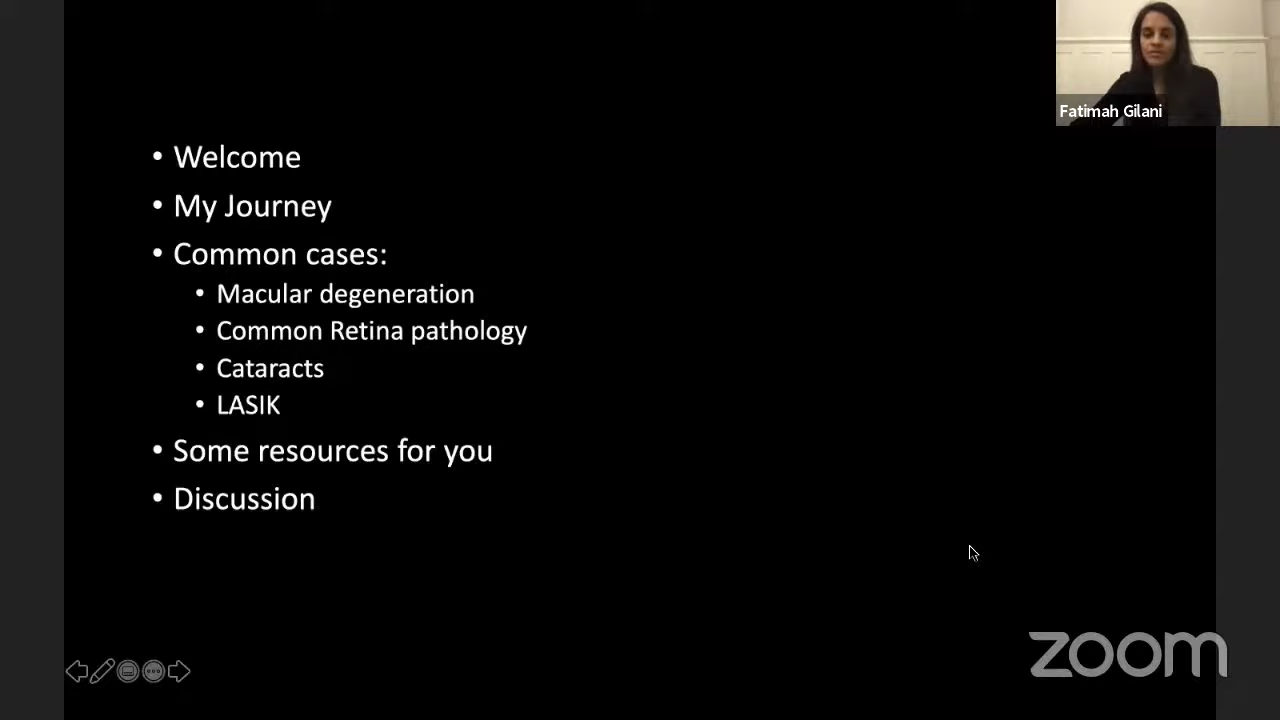 Fatimah Gilani
• Welcome
• My Journey
• Common cases:
• Macular degeneration
• Common Retina pathology
• Cataracts
• LASIK
• Some resources for you
• Discussion
zoom